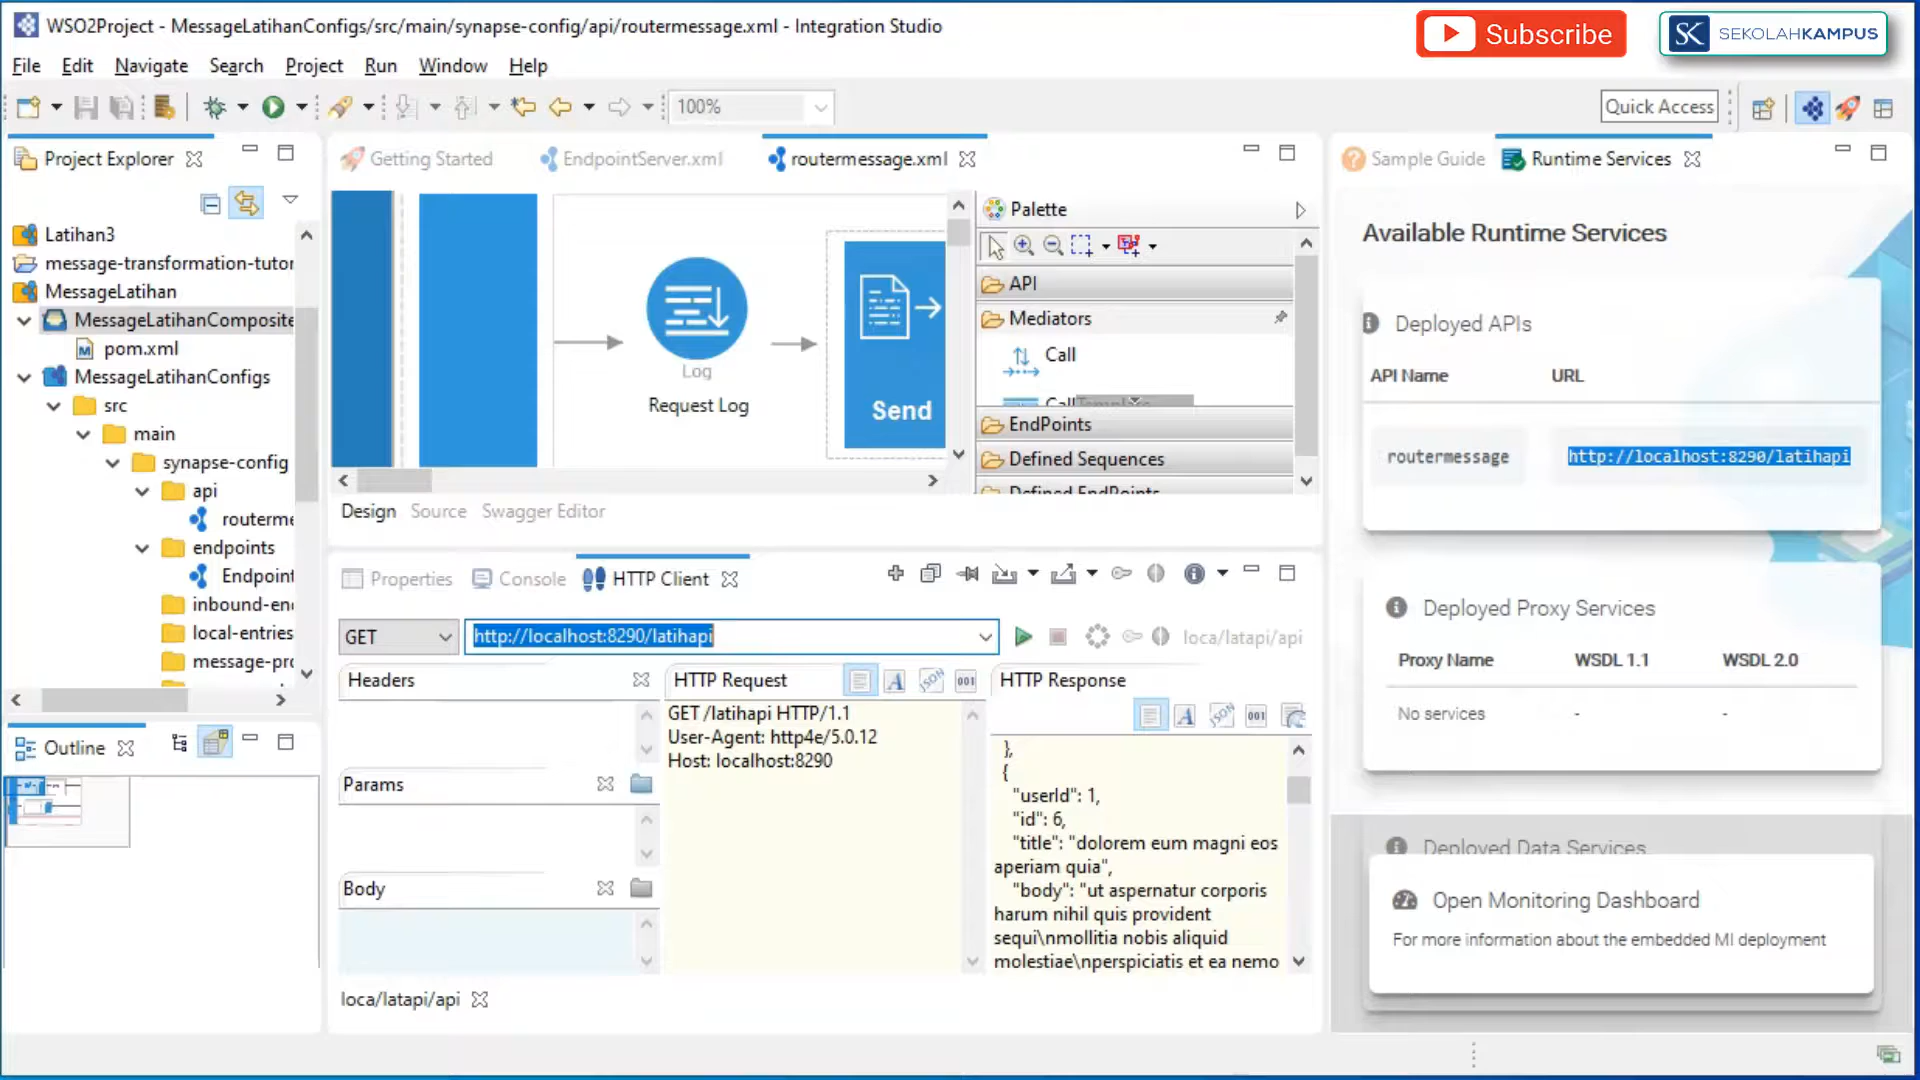 WSO2Project - MessageLatihanConfigs/src/main/synapse-config/api/routermessage.xml - Integration Studio
Subscribe
SK SEKOLAHKAMPUS
File Edit Navigate Search Project Run Window Help
100%
Quick Access
Project Explorer
Getting Started
EndpointServer.xml
routermessage.xml
Sample Guide
Runtime Services
Latihan3
message-transformation-tutor
MessageLatihan
MessageLatihanComposite
pom.xml
MessageLatihanConfigs
src
main
synapse-config
api
routerme
endpoints
Endpoint
inbound-en
local-entries
message-pro
Log
Request Log
Send
Palette
API
Mediators
Call
CallTemplate
EndPoints
Defined Sequences
Defined EndPoints
Design Source Swagger Editor
Available Runtime Services
Deployed APIs
API Name URL
routermessage http://localhost:8290/latihapi
Deployed Proxy Services
Proxy Name WSDL 1.1 WSDL 2.0
No services - -
Deployed Data Services
Open Monitoring Dashboard
For more information about the embedded MI deployment
Properties Console HTTP Client
GET http://localhost:8290/latihapi loca/latapi/api
Headers
Params
Body
HTTP Request
GET /latihapi HTTP/1.1
User-Agent: http4e/5.0.12
Host: localhost:8290
HTTP Response
},
{
"userId": 1,
"id": 6,
"title": "dolorem eum magni eos
aperiam quia",
"body": "ut aspernatur corporis
harum nihil quis provident
sequi\nmollitia nobis aliquid
molestiae\nperspiciatis et ea nemo
loca/latapi/api
Outline